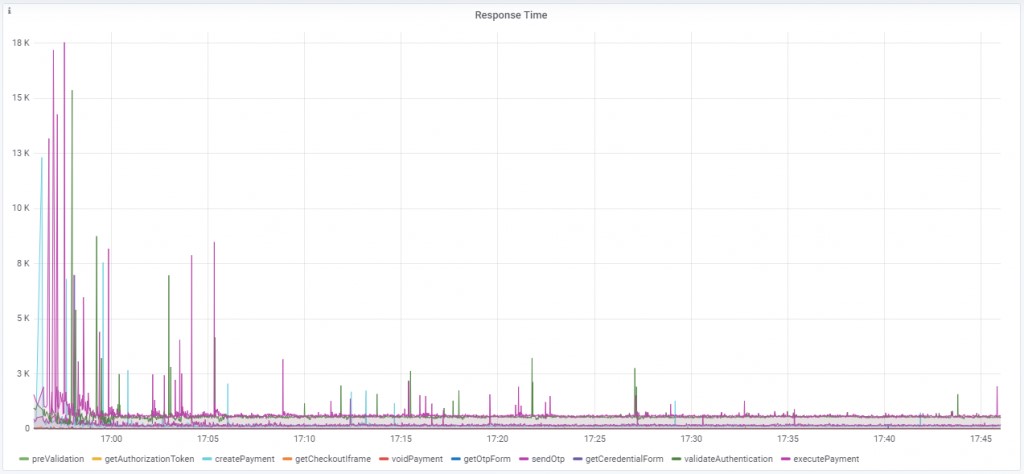 i
Response Time
18 K
15 K
13 K
10 K
8 K
5 K
3 K
0
17:00 17:05 17:10 17:15 17:20 17:25 17:30 17:35 17:40 17:45
preValidation getAuthorizationToken createPayment getCheckoutIframe voidPayment getOtpForm sendOtp getCeredentialForm validateAuthentication executePayment